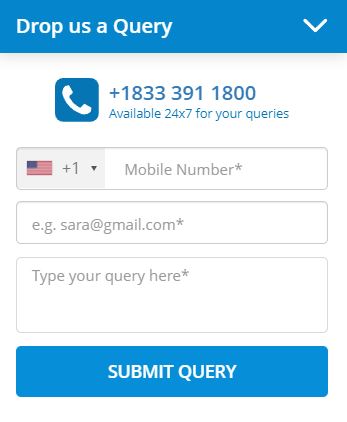 Drop us a Query
+1833 391 1800
Available 24x7 for your queries
+1 Mobile Number*
e.g. sara@gmail.com*
Type your query here*
SUBMIT QUERY